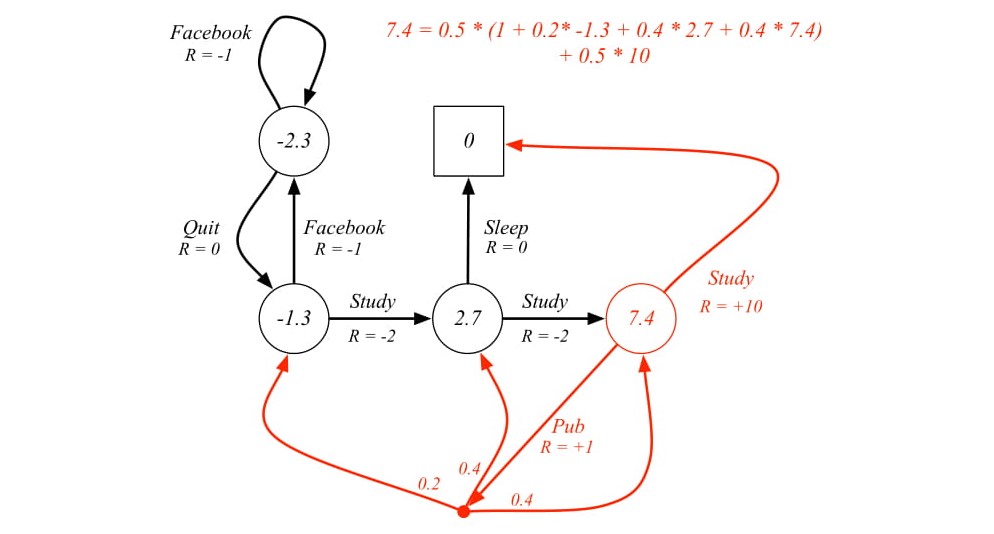 Facebook
R = -1
7.4 = 0.5 * (1 + 0.2* -1.3 + 0.4 * 2.7 + 0.4 * 7.4)
+ 0.5 * 10
-2.3
0
Quit
R = 0
Facebook
R = -1
Sleep
R = 0
-1.3
Study
R = -2
2.7
Study
R = -2
7.4
Study
R = +10
Pub
R = +1
0.2
0.4
0.4